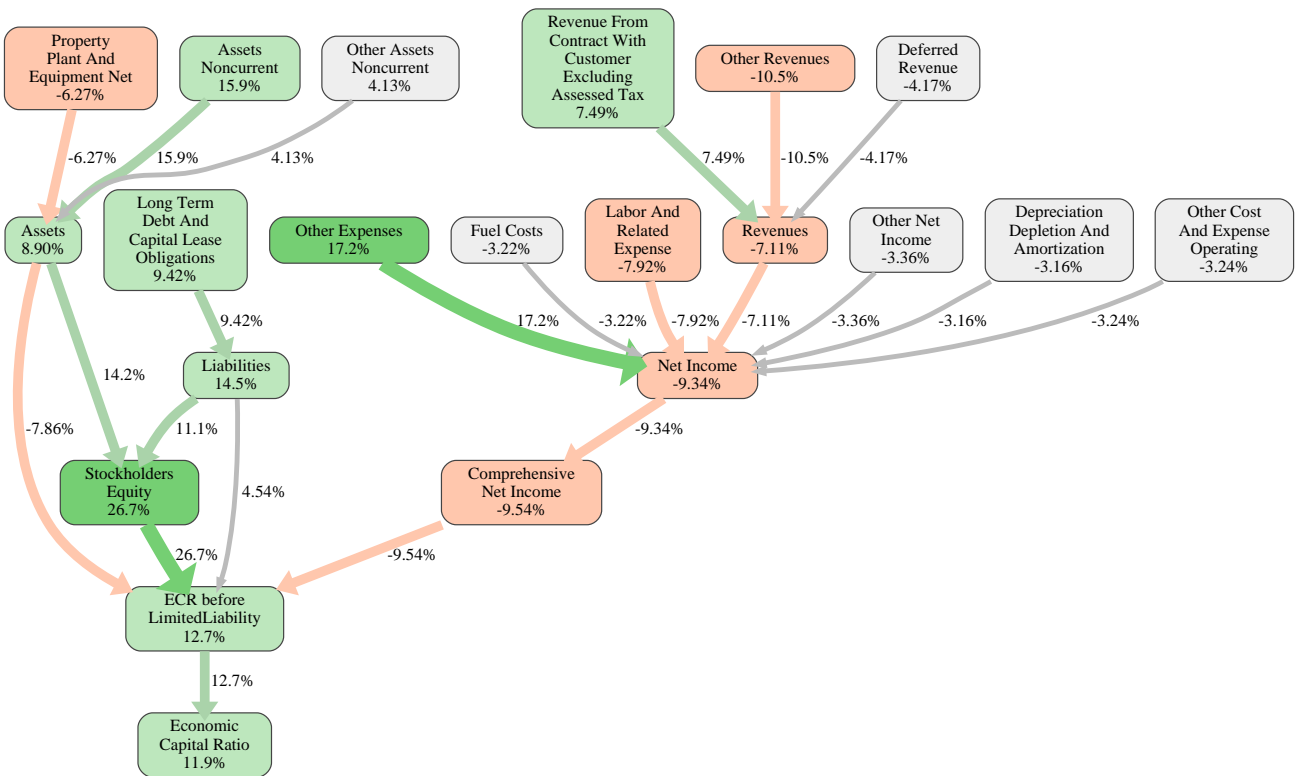 Property
Plant And
Equipment Net
-6.27%
Assets
Noncurrent
15.9%
Other Assets
Noncurrent
4.13%
Revenue From
Contract With
Customer
Excluding
Assessed Tax
7.49%
Other Revenues
-10.5%
Deferred
Revenue
-4.17%
-6.27%
15.9%
4.13%
7.49%
-10.5%
-4.17%
Assets
8.90%
Long Term
Debt And
Capital Lease
Obligations
9.42%
Other Expenses
17.2%
Fuel Costs
-3.22%
Labor And
Related
Expense
-7.92%
Revenues
-7.11%
Other Net
Income
-3.36%
Depreciation
Depletion And
Amortization
-3.16%
Other Cost
And Expense
Operating
-3.24%
9.42%
17.2%
-3.22%
-7.92%
-7.11%
-3.36%
-3.16%
-3.24%
Liabilities
14.5%
Net Income
-9.34%
14.2%
-7.86%
11.1%
-9.34%
Stockholders
Equity
26.7%
4.54%
Comprehensive
Net Income
-9.54%
26.7%
-9.54%
ECR before
LimitedLiability
12.7%
12.7%
Economic
Capital Ratio
11.9%